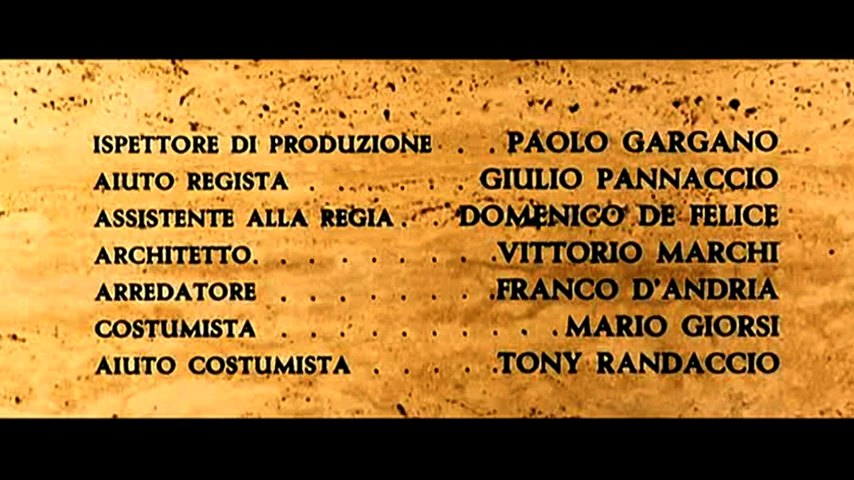 ISPETTORE DI PRODUZIONE . . PAOLO GARGANO
AIUTO REGISTA . . . . . . GIULIO PANNACCIO
ASSISTENTE ALLA REGIA . DOMENICO DE FELICE
ARCHITETTO. . . . . . . . .VITTORIO MARCHI
ARREDATORE . . . . . . . .FRANCO D'ANDRIA
COSTUMISTA . . . . . . . . . . MARIO GIORSI
AIUTO COSTUMISTA . . . . .TONY RANDACCIO